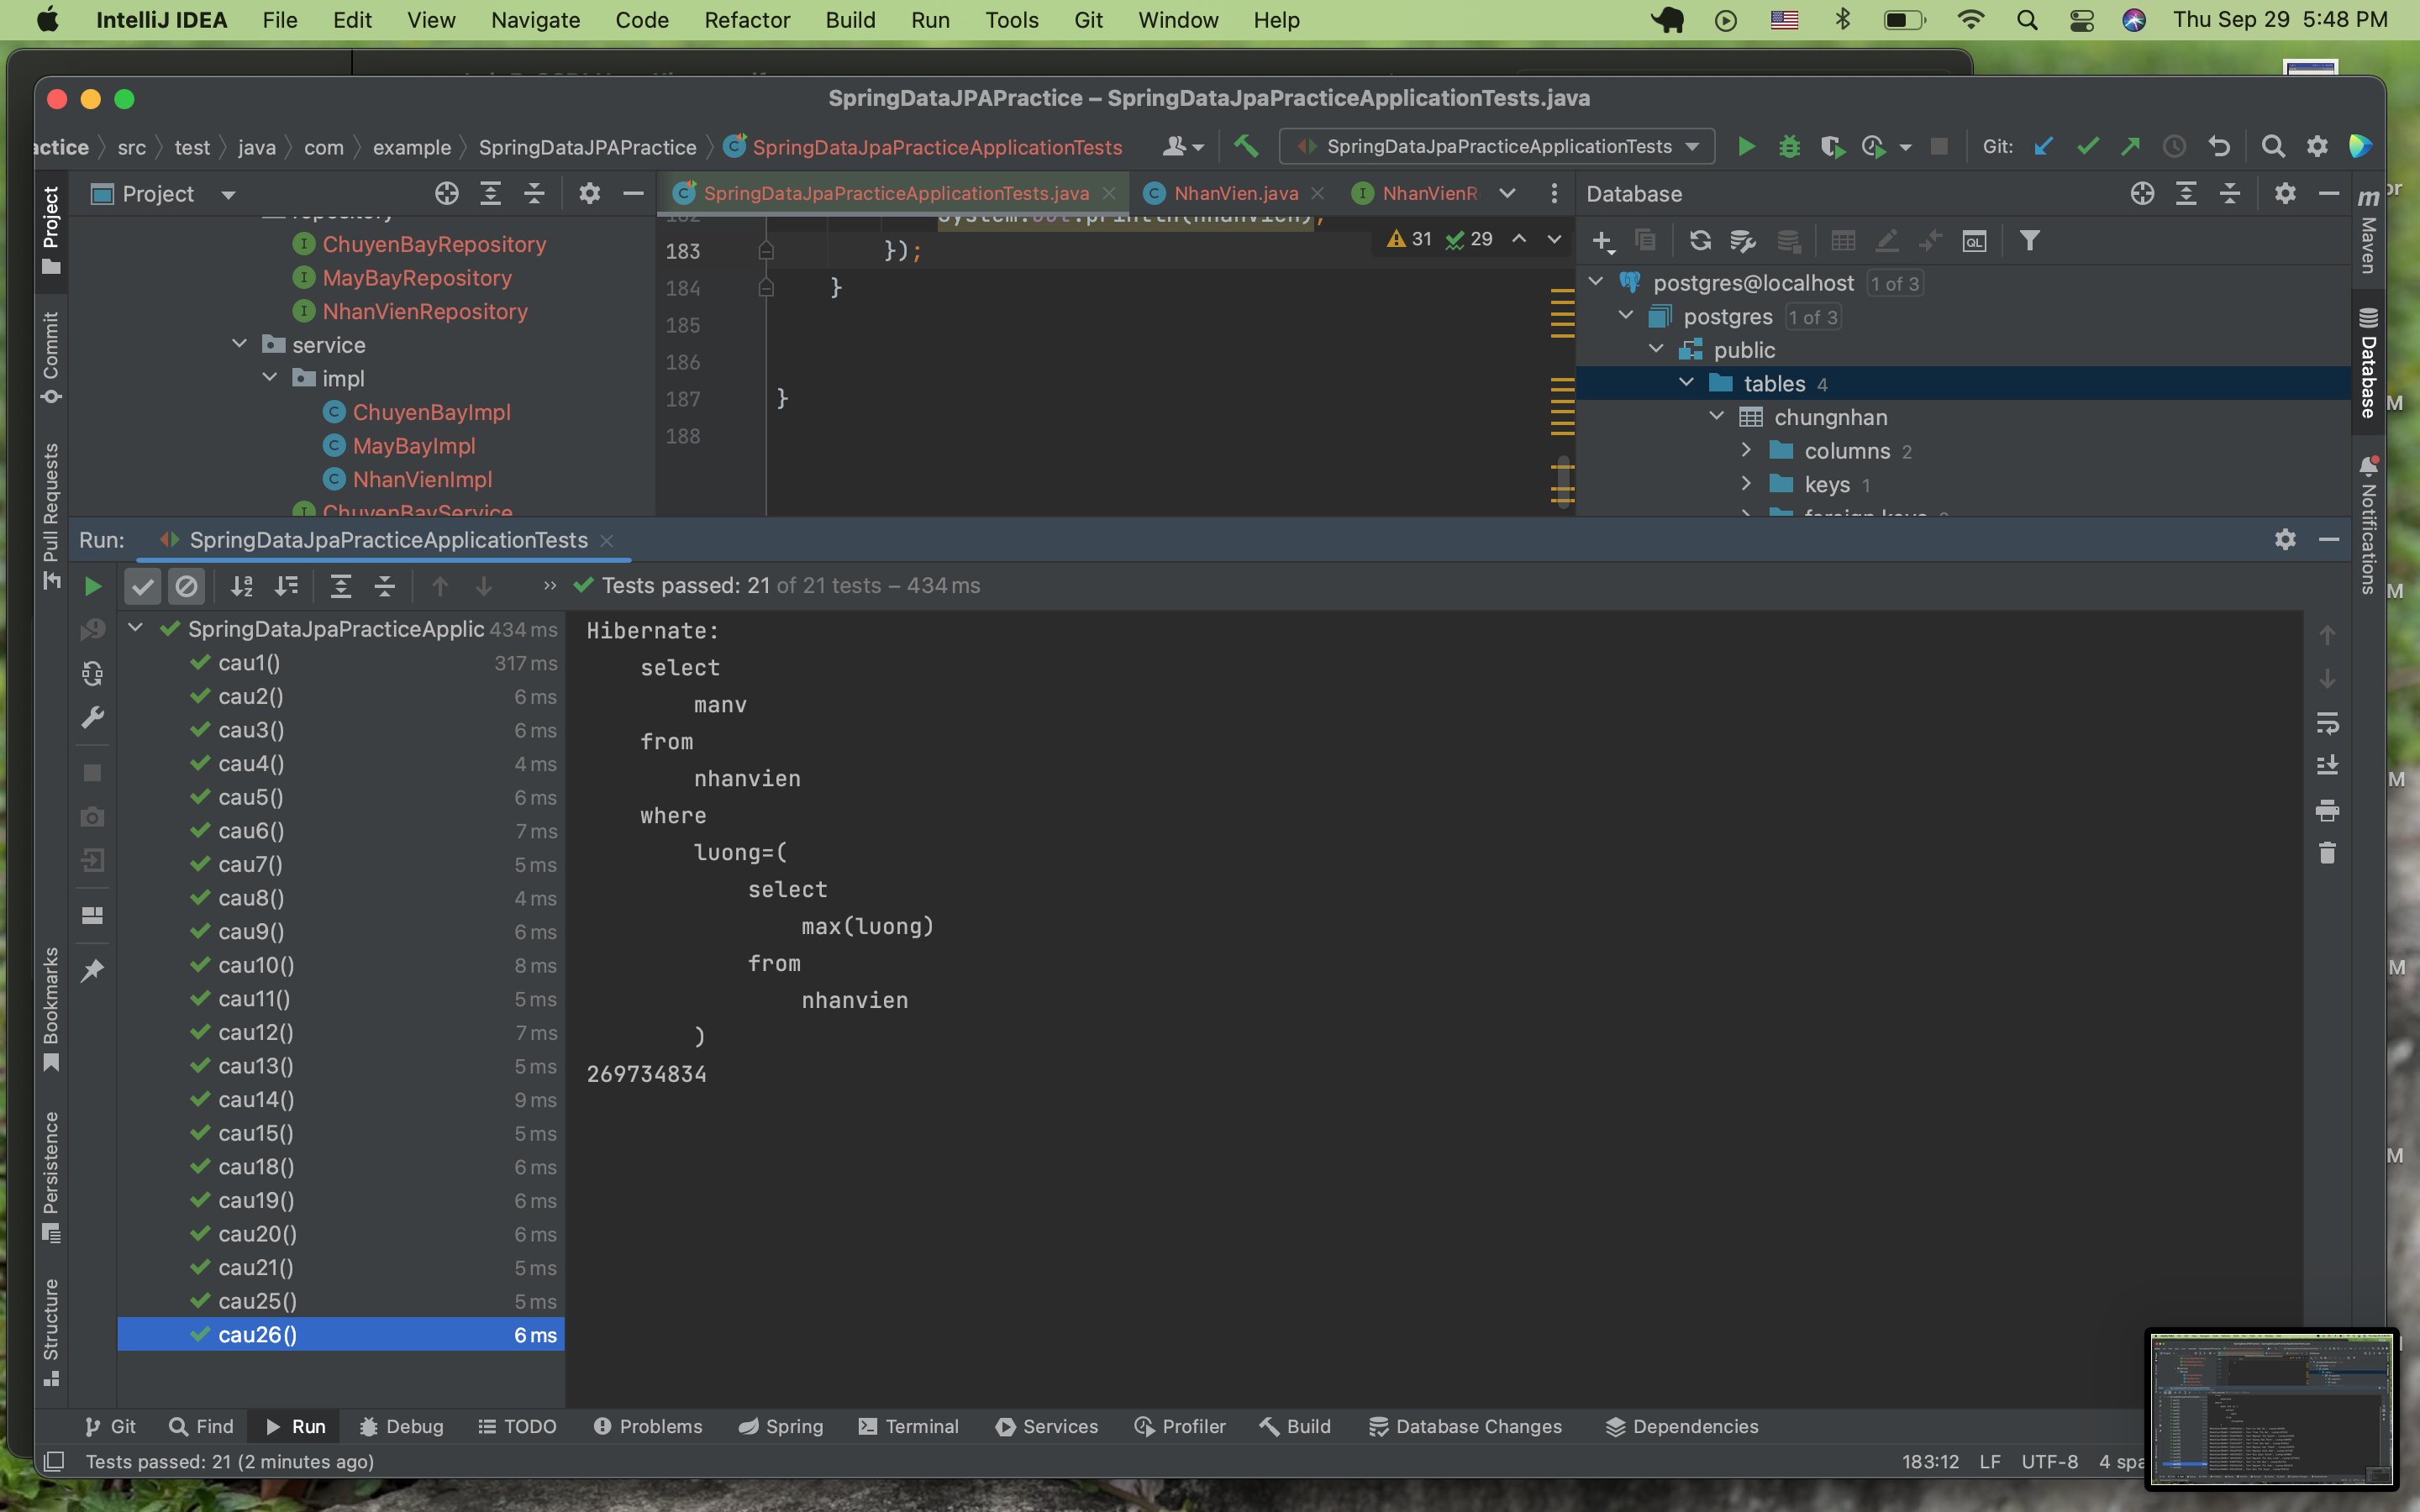 IntelliJ IDEA File Edit View Navigate Code Refactor Build Run Tools Git Window Help Thu Sep 29 5:48 PM
SpringDataJPAPractice – SpringDataJpaPracticeApplicationTests.java
actice src test java com example SpringDataJPAPractice SpringDataJpaPracticeApplicationTests SpringDataJpaPracticeApplicationTests Git:
Project SpringDataJpaPracticeApplicationTests.java NhanVien.java NhanVienR Database
repository
ChuyenBayRepository
MayBayRepository
NhanVienRepository
service
impl
ChuyenBayImpl
MayBayImpl
NhanVienImpl
ChuyenBayService
182 System.out.println(nhanVien);
183 });
184 }
185
186
187 }
188
31 29
postgres@localhost 1 of 3
postgres 1 of 3
public
tables 4
chungnhan
columns 2
keys 1
foreign keys
Project
Commit
Pull Requests
Bookmarks
Persistence
Structure
m Maven
Database
Notifications
Run: SpringDataJpaPracticeApplicationTests
Tests passed: 21 of 21 tests – 434 ms
SpringDataJpaPracticeApplic 434 ms
cau1() 317 ms
cau2() 6 ms
cau3() 6 ms
cau4() 4 ms
cau5() 6 ms
cau6() 7 ms
cau7() 5 ms
cau8() 4 ms
cau9() 6 ms
cau10() 8 ms
cau11() 5 ms
cau12() 7 ms
cau13() 5 ms
cau14() 9 ms
cau15() 5 ms
cau18() 6 ms
cau19() 6 ms
cau20() 6 ms
cau21() 5 ms
cau25() 5 ms
cau26() 6 ms
Hibernate:
select
manv
from
nhanvien
where
luong=(
select
max(luong)
from
nhanvien
)
269734834
Git Find Run Debug TODO Problems Spring Terminal Services Profiler Build Database Changes Dependencies
Tests passed: 21 (2 minutes ago) 183:12 LF UTF-8 4 spa